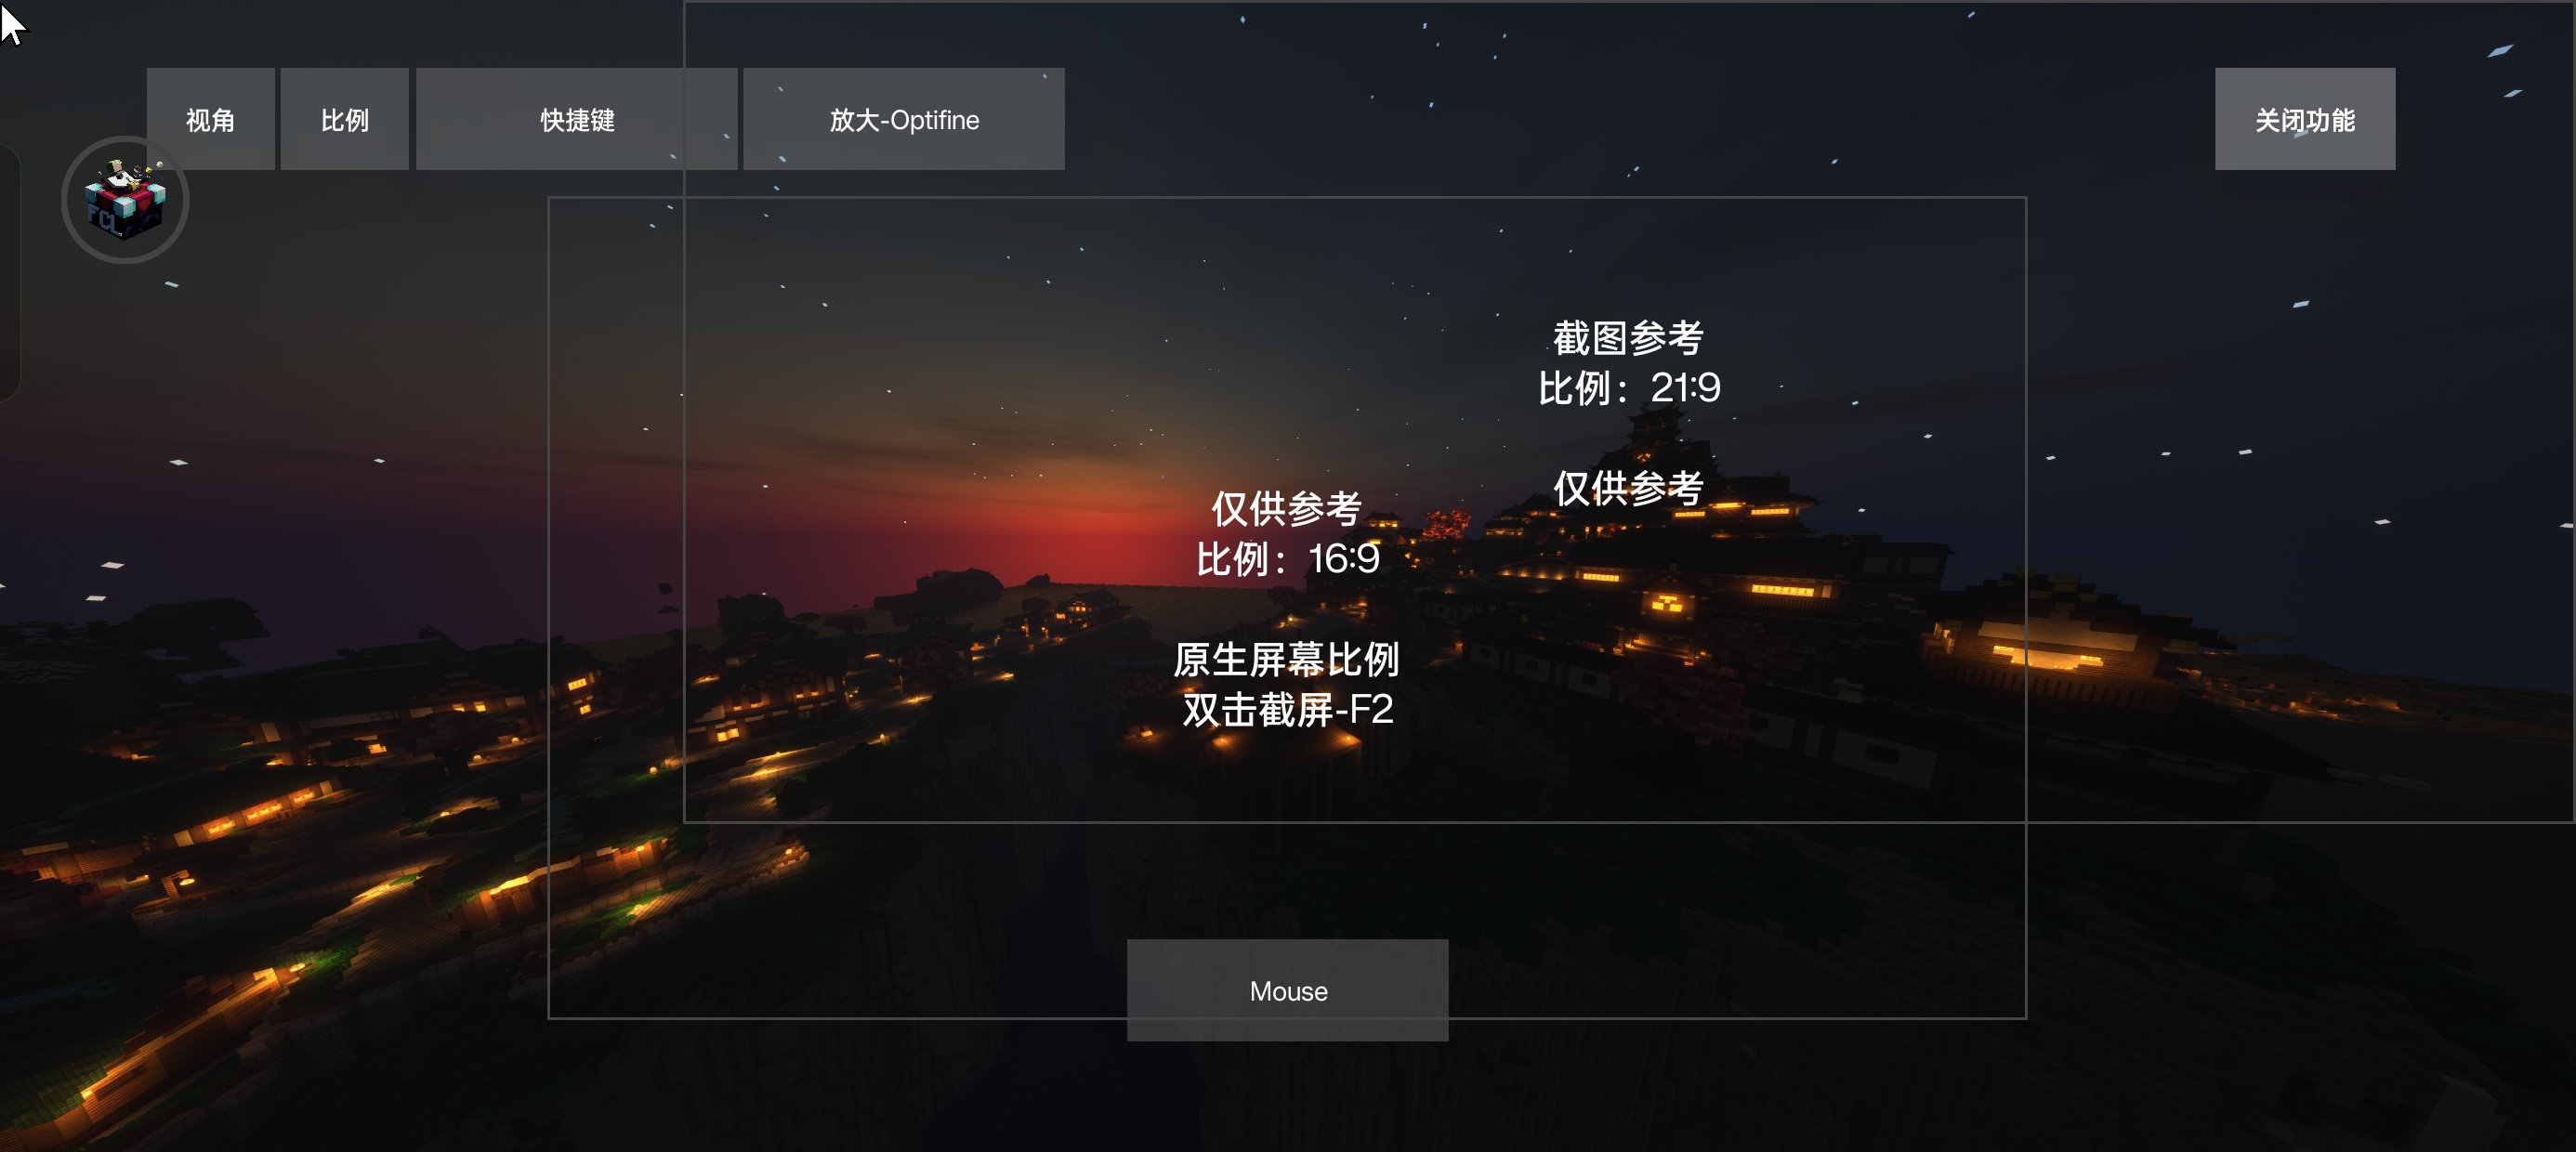 视角
比例
快捷键
放大-Optifine
关闭功能
FCL
截图参考
比例：21:9
仅供参考
仅供参考
比例：16:9
原生屏幕比例
双击截屏-F2
Mouse